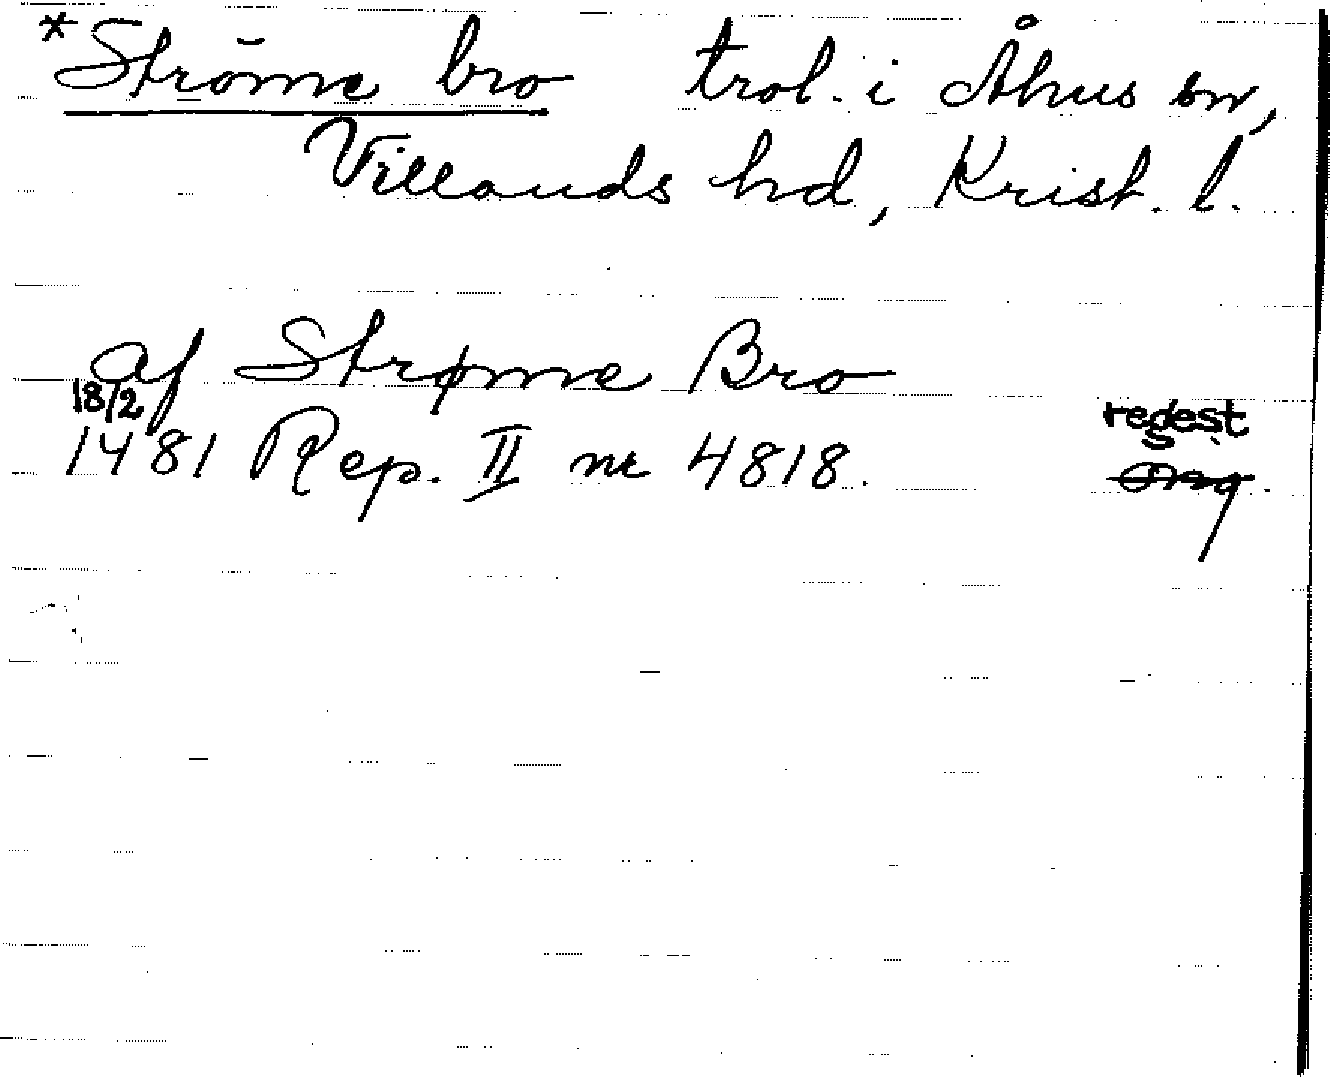 *Ströme bro trol. i Åhus sn,
Villands hd, Krist. l.
af Strøme Bro
18/2
1481 Rep. II nr 4818.
regest